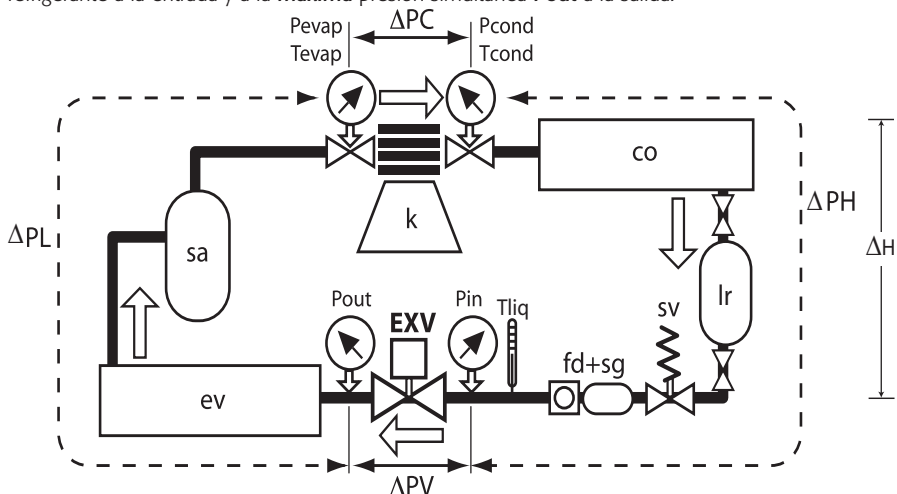 refrigerante a la entrada y a la máxima presión simultánea Pout a la salida.
Pevap ΔPC Pcond
Tevap Tcond
co
k
sa
ΔPL
ΔPH
ΔH
lr
Pout EXV Pin Tliq
sv
fd+sg
ev
ΔPV